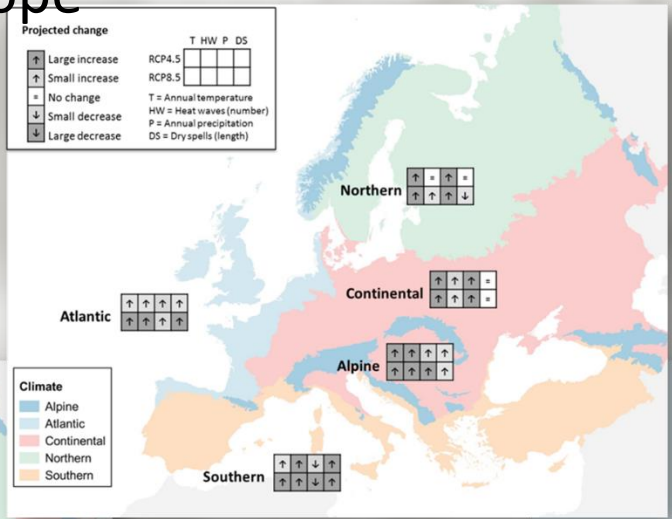 Projected change
T HW P DS
RCP4.5
RCP8.5
↑ Large increase
↑ Small increase
= No change
↓ Small decrease
↓ Large decrease
T = Annual temperature
HW = Heat waves (number)
P = Annual precipitation
DS = Dry spells (length)
Northern
↑ = ↑ =
↑ ↑ ↑ ↓
Continental
↑ ↑ ↑ =
↑ ↑ ↑ =
Atlantic
↑ ↑ ↑ ↑
↑ ↑ ↑ ↑
Alpine
↑ ↑ ↑ ↑
↑ ↑ ↑ ↑
Climate
Alpine
Atlantic
Continental
Northern
Southern
Southern
↑ ↑ ↓ ↑
↑ ↑ ↓ ↑